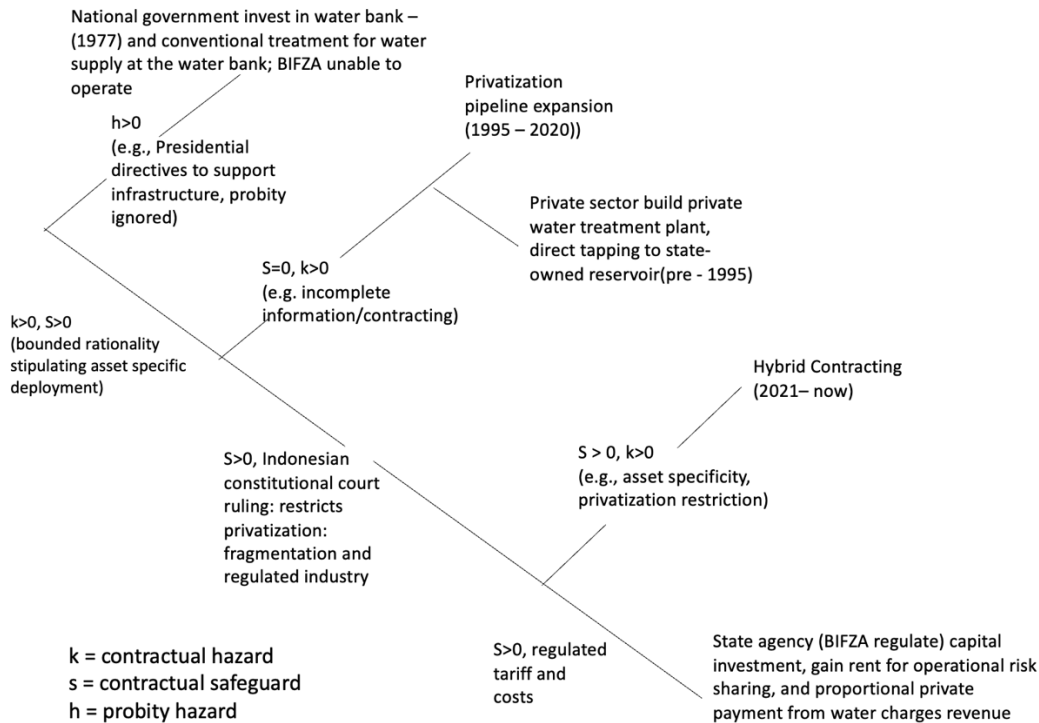 National government invest in water bank –
(1977) and conventional treatment for water
supply at the water bank; BIFZA unable to
operate
Privatization
pipeline expansion
(1995 – 2020))
h>0
(e.g., Presidential
directives to support
infrastructure, probity
ignored)
Private sector build private
water treatment plant,
direct tapping to state-
owned reservoir(pre - 1995)
S=0, k>0
(e.g. incomplete
information/contracting)
k>0, S>0
(bounded rationality
stipulating asset specific
deployment)
Hybrid Contracting
(2021– now)
S>0, Indonesian
constitutional court
ruling: restricts
privatization:
fragmentation and
regulated industry
S > 0, k>0
(e.g., asset specificity,
privatization restriction)
S>0, regulated
tariff and
costs
State agency (BIFZA regulate) capital
investment, gain rent for operational risk
sharing, and proportional private
payment from water charges revenue
k = contractual hazard
s = contractual safeguard
h = probity hazard